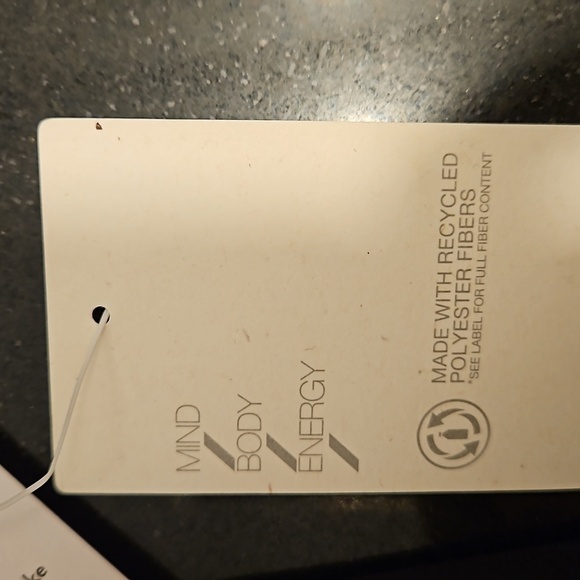 MIND
BODY
ENERGY
MADE WITH RECYCLED
POLYESTER FIBERS
*SEE LABEL FOR FULL FIBER CONTENT